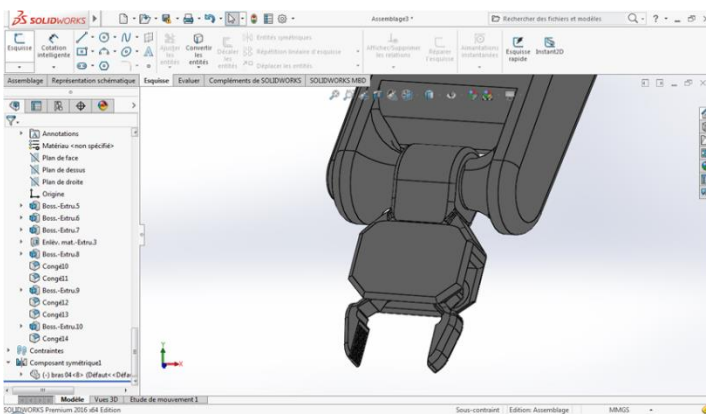 SOLIDWORKS
Assemblage3 *
Rechercher des fichiers et modèles
Esquisse
Cotation intelligente
Ajuster les entités
Convertir les entités
Décaler les entités
Entités symétriques
Répétition linéaire d'esquisse
Déplacer les entités
Afficher/Supprimer les relations
Réparer l'esquisse
Annotations instantanées
Esquisse rapide
Instant2D
Assemblage
Représentation schématique
Esquisse
Evaluer
Compléments de SOLIDWORKS
SOLIDWORKS MBD
Annotations
Matériau <non spécifié>
Plan de face
Plan de dessus
Plan de droite
Origine
Boss.-Extru.5
Boss.-Extru.6
Boss.-Extru.7
Enlèv. mat.-Extru.3
Boss.-Extru.8
Congé10
Congé11
Boss.-Extru.9
Congé12
Congé13
Boss.-Extru.10
Congé14
Contraintes
Composant symétrique1
(-) bras 04<8> (Défaut< <Défau
Modèle
Vues 3D
Etude de mouvement 1
SOLIDWORKS Premium 2016 x64 Edition
Sous-contraint
Edition: Assemblage
MMGS